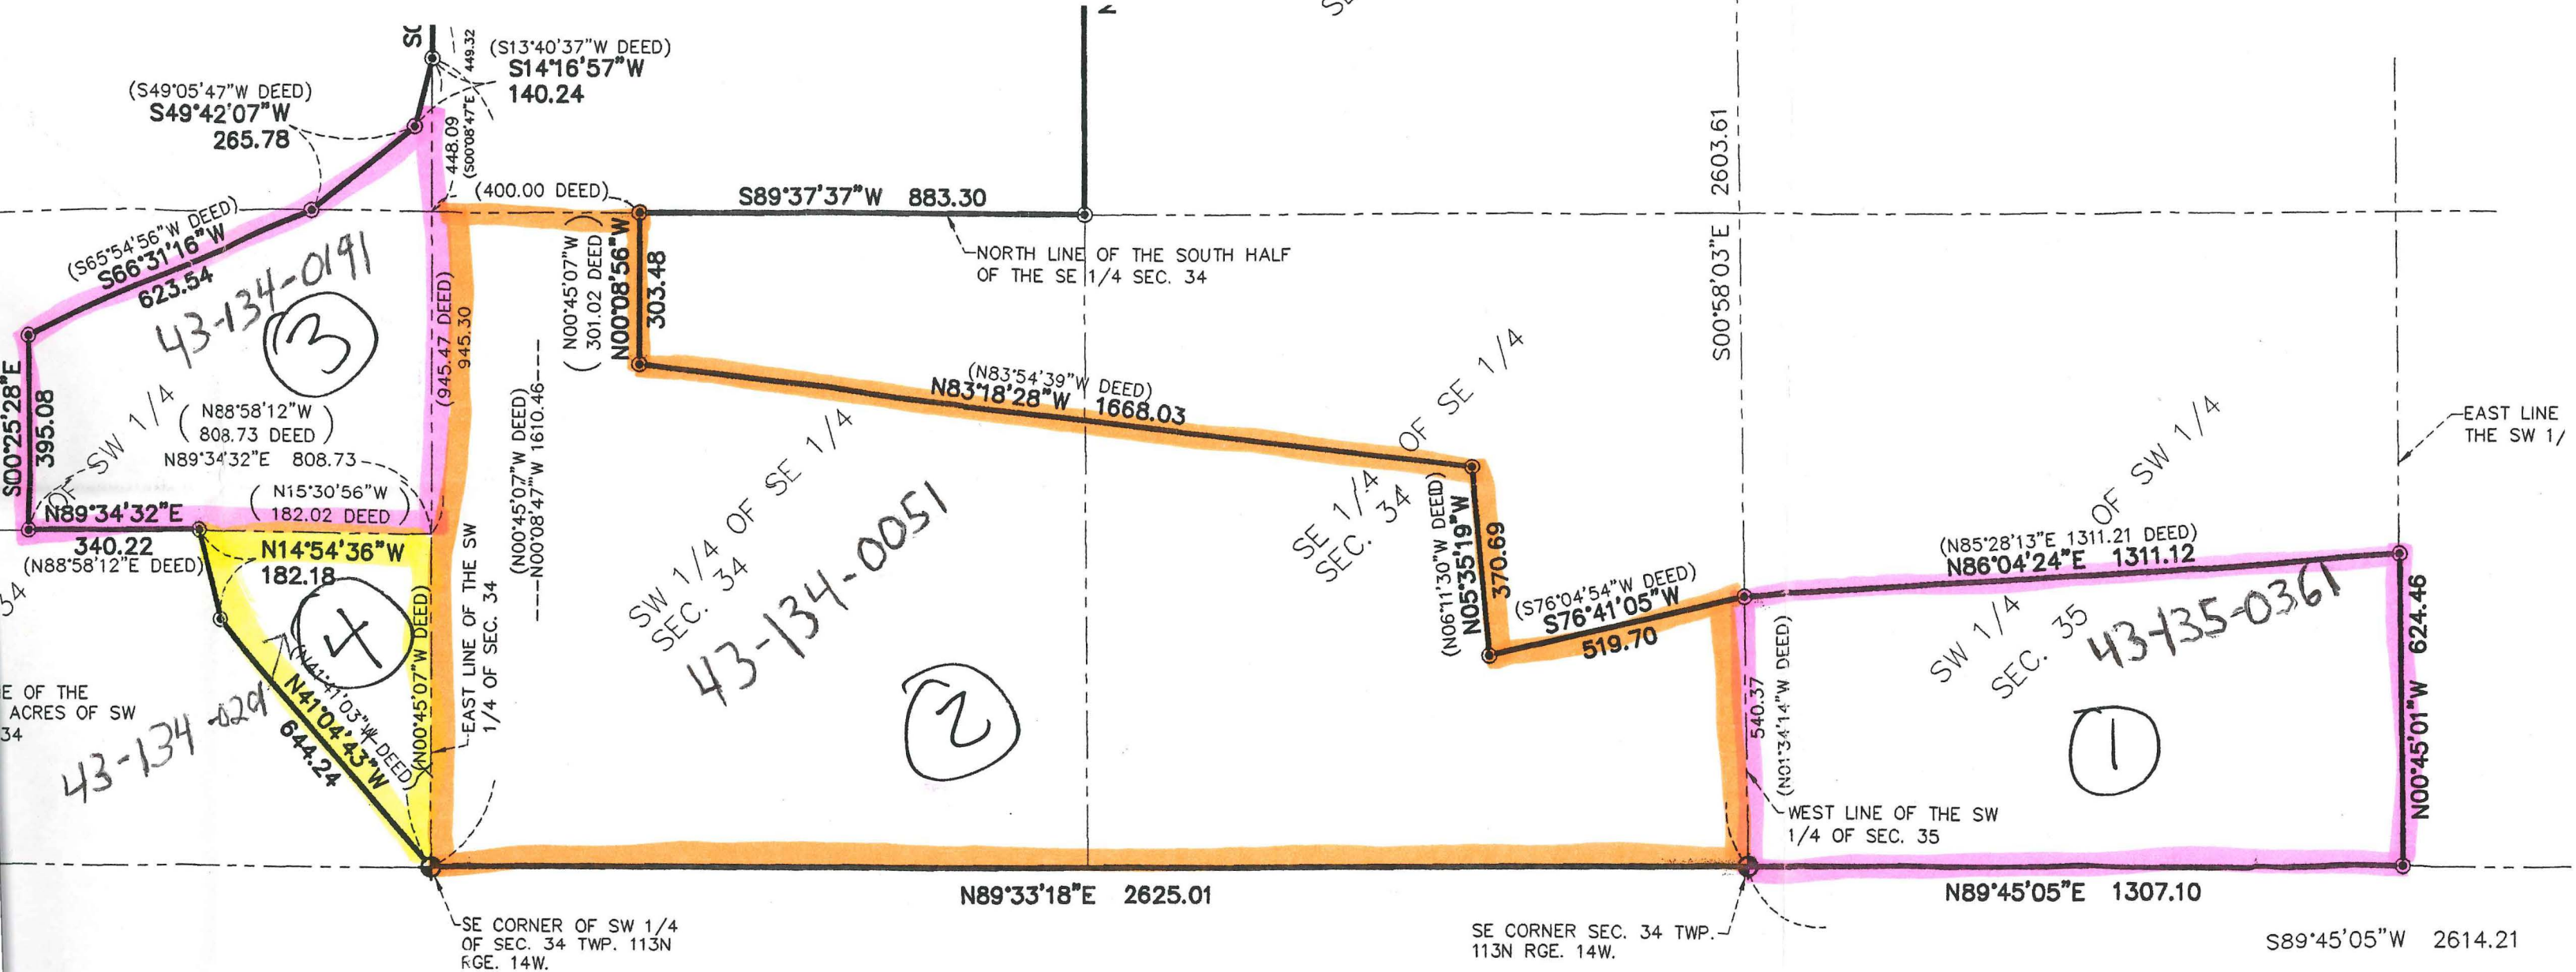 449.32
(S13°40'37"W DEED)
S14°16'57"W
140.24
(S49°05'47"W DEED)
S49°42'07"W
265.78
448.09
(S00°08'47"E
(400.00 DEED)
S89°37'37"W 883.30
NORTH LINE OF THE SOUTH HALF
OF THE SE 1/4 SEC. 34
2603.61
S00°58'03"E
(S65°54'56"W DEED)
S66°31'16"W
623.54
43-134-0191
3
(N00°45'07"W
301.02 DEED)
N00°08'56"W
303.48
(945.47 DEED)
945.30
S00°25'28"E
395.08
OF SW 1/4
(N88°58'12"W
808.73 DEED)
N89°34'32"E 808.73
(N15°30'56"W
182.02 DEED)
N89°34'32"E
340.22
(N88°58'12"E DEED)
N14°54'36"W
182.18
(N00°45'07"W DEED)
N00°08'47"W 1610.46
(N83°54'39"W DEED)
N83°18'28"W 1668.03
SW 1/4 OF SE 1/4
SEC. 34
43-134-0051
2
SE 1/4 OF SE 1/4
SEC. 34
(N06°11'30"W DEED)
N05°35'19"W
370.69
(S76°04'54"W DEED)
S76°41'05"W
519.70
EAST LINE
THE SW 1/
(N85°28'13"E 1311.21 DEED)
N86°04'24"E 1311.12
SW 1/4 OF SW 1/4
SEC. 35
43-135-0361
1
624.46
N00°45'01"W
540.37
(N01°34'14"W DEED)
WEST LINE OF THE SW
1/4 OF SEC. 35
4
(N00°45'07"W DEED)
EAST LINE OF THE SW
1/4 OF SEC. 34
(N41°41'03"W DEED)
N41°04'43"W
644.24
34
E OF THE
ACRES OF SW
34
N89°33'18"E 2625.01
N89°45'05"E 1307.10
SE CORNER OF SW 1/4
OF SEC. 34 TWP. 113N
RGE. 14W.
SE CORNER SEC. 34 TWP.
113N RGE. 14W.
S89°45'05"W 2614.21